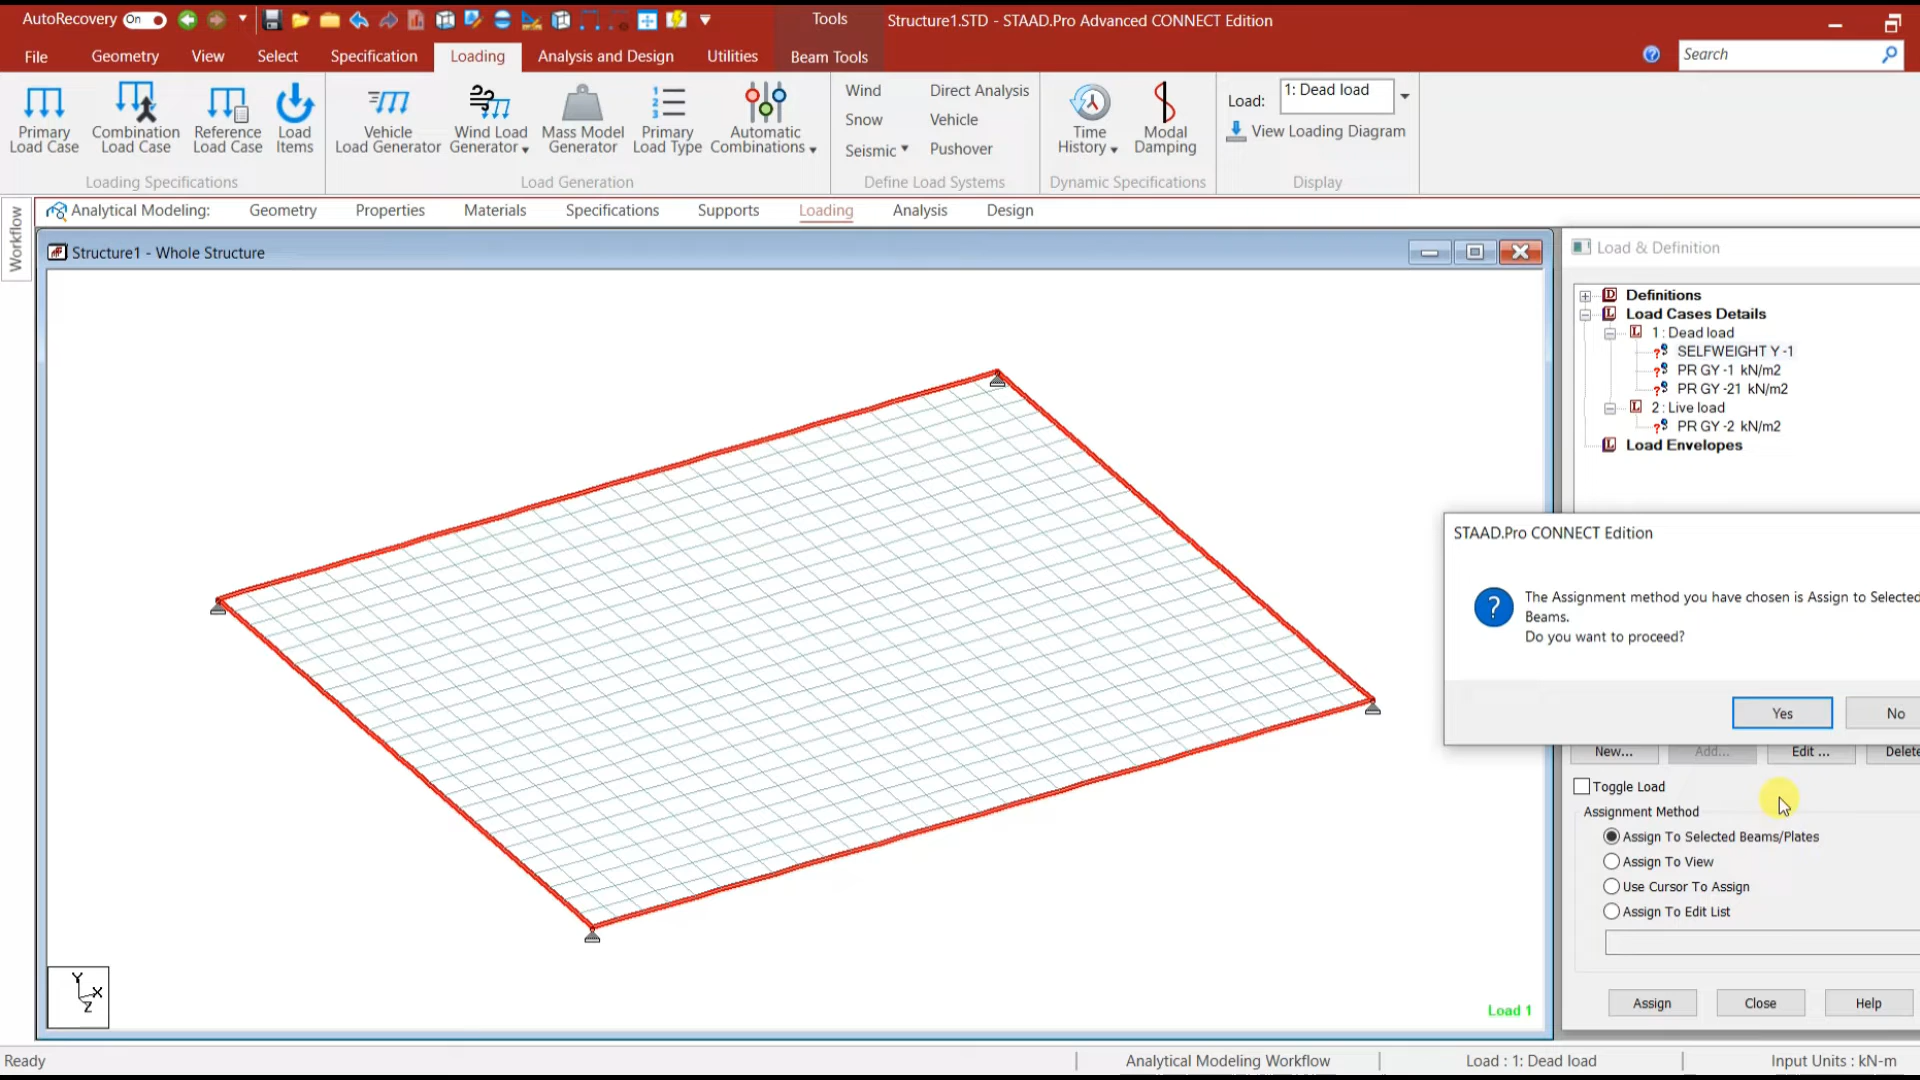 AutoRecovery On
Tools
Structure1.STD - STAAD.Pro Advanced CONNECT Edition
File Geometry View Select Specification Loading Analysis and Design Utilities Beam Tools
Search
Primary Load Case
Combination Load Case
Reference Load Case
Load Items
Loading Specifications
Vehicle Load Generator
Wind Load Generator
Mass Model Generator
Primary Load Type
Automatic Combinations
Load Generation
Wind Direct Analysis
Snow Vehicle
Seismic Pushover
Define Load Systems
Time History
Modal Damping
Dynamic Specifications
Load: 1: Dead load
View Loading Diagram
Display
Workflow
Analytical Modeling: Geometry Properties Materials Specifications Supports Loading Analysis Design
Structure1 - Whole Structure
Load & Definition
D Definitions
L Load Cases Details
L 1 : Dead load
SELFWEIGHT Y -1
PR GY -1 kN/m2
PR GY -21 kN/m2
L 2 : Live load
PR GY -2 kN/m2
L Load Envelopes
STAAD.Pro CONNECT Edition
The Assignment method you have chosen is Assign to Selected
Beams.
Do you want to proceed?
Yes No
New... Add... Edit ... Delete
Toggle Load
Assignment Method
Assign To Selected Beams/Plates
Assign To View
Use Cursor To Assign
Assign To Edit List
Assign Close Help
Y
X
Z
Load 1
Ready
Analytical Modeling Workflow
Load : 1: Dead load
Input Units : kN-m